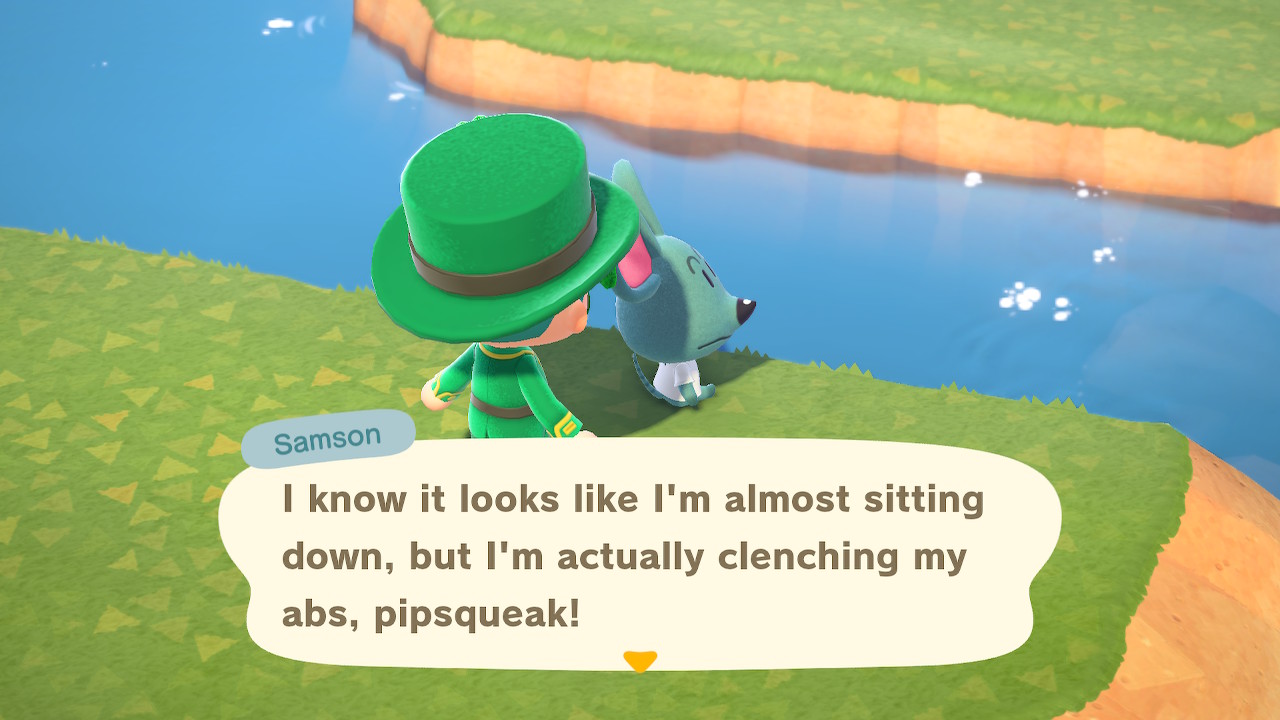 Samson
I know it looks like I'm almost sitting
down, but I'm actually clenching my
abs, pipsqueak!